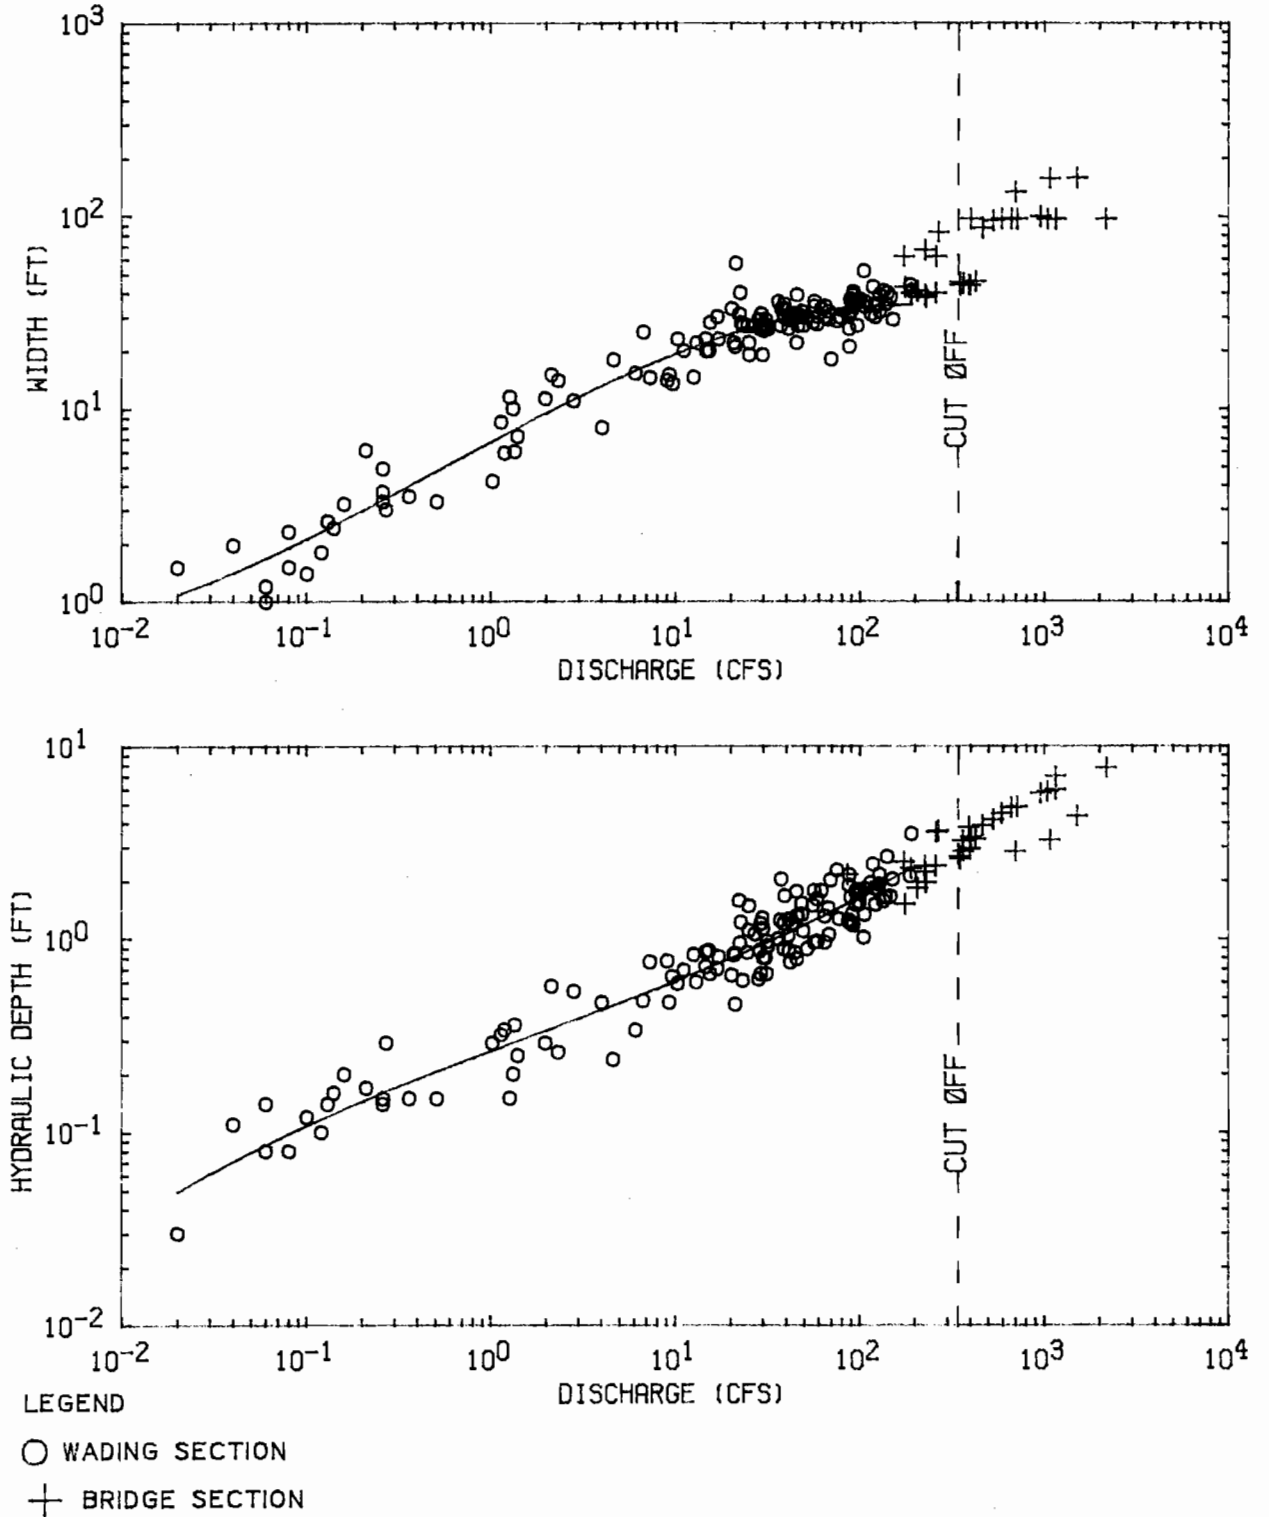 10^3
10^2
10^1
10^0
WIDTH (FT)
CUT ØFF
10^-2 10^-1 10^0 10^1 10^2 10^3 10^4
DISCHARGE (CFS)
10^1
10^0
10^-1
10^-2
HYDRAULIC DEPTH (FT)
CUT ØFF
10^-2 10^-1 10^0 10^1 10^2 10^3 10^4
DISCHARGE (CFS)
LEGEND
WADING SECTION
BRIDGE SECTION